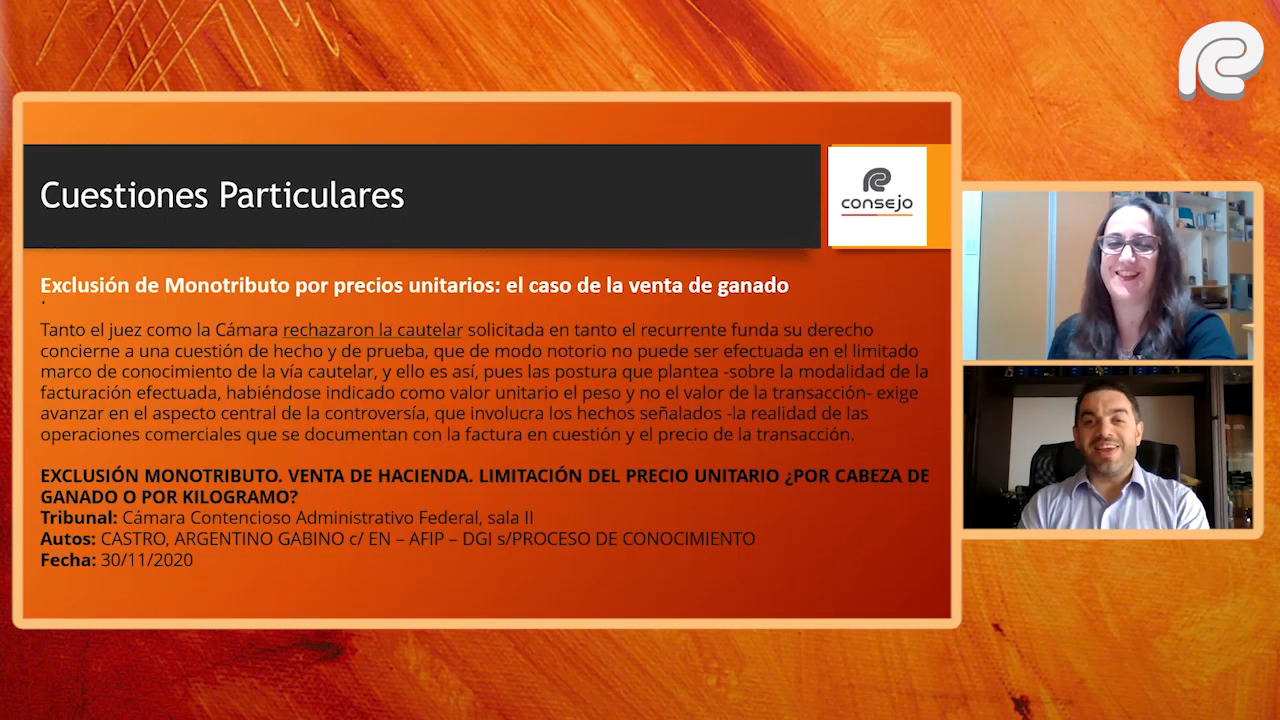 Cuestiones Particulares
consejo
Exclusión de Monotributo por precios unitarios: el caso de la venta de ganado
.
Tanto el juez como la Cámara rechazaron la cautelar solicitada en tanto el recurrente funda su derecho
concierne a una cuestión de hecho y de prueba, que de modo notorio no puede ser efectuada en el limitado
marco de conocimiento de la vía cautelar, y ello es así, pues las postura que plantea -sobre la modalidad de la
facturación efectuada, habiéndose indicado como valor unitario el peso y no el valor de la transacción- exige
avanzar en el aspecto central de la controversía, que involucra los hechos señalados -la realidad de las
operaciones comerciales que se documentan con la factura en cuestión y el precio de la transacción.
EXCLUSIÓN MONOTRIBUTO. VENTA DE HACIENDA. LIMITACIÓN DEL PRECIO UNITARIO ¿POR CABEZA DE
GANADO O POR KILOGRAMO?
Tribunal: Cámara Contencioso Administrativo Federal, sala II
Autos: CASTRO, ARGENTINO GABINO c/ EN – AFIP – DGI s/PROCESO DE CONOCIMIENTO
Fecha: 30/11/2020